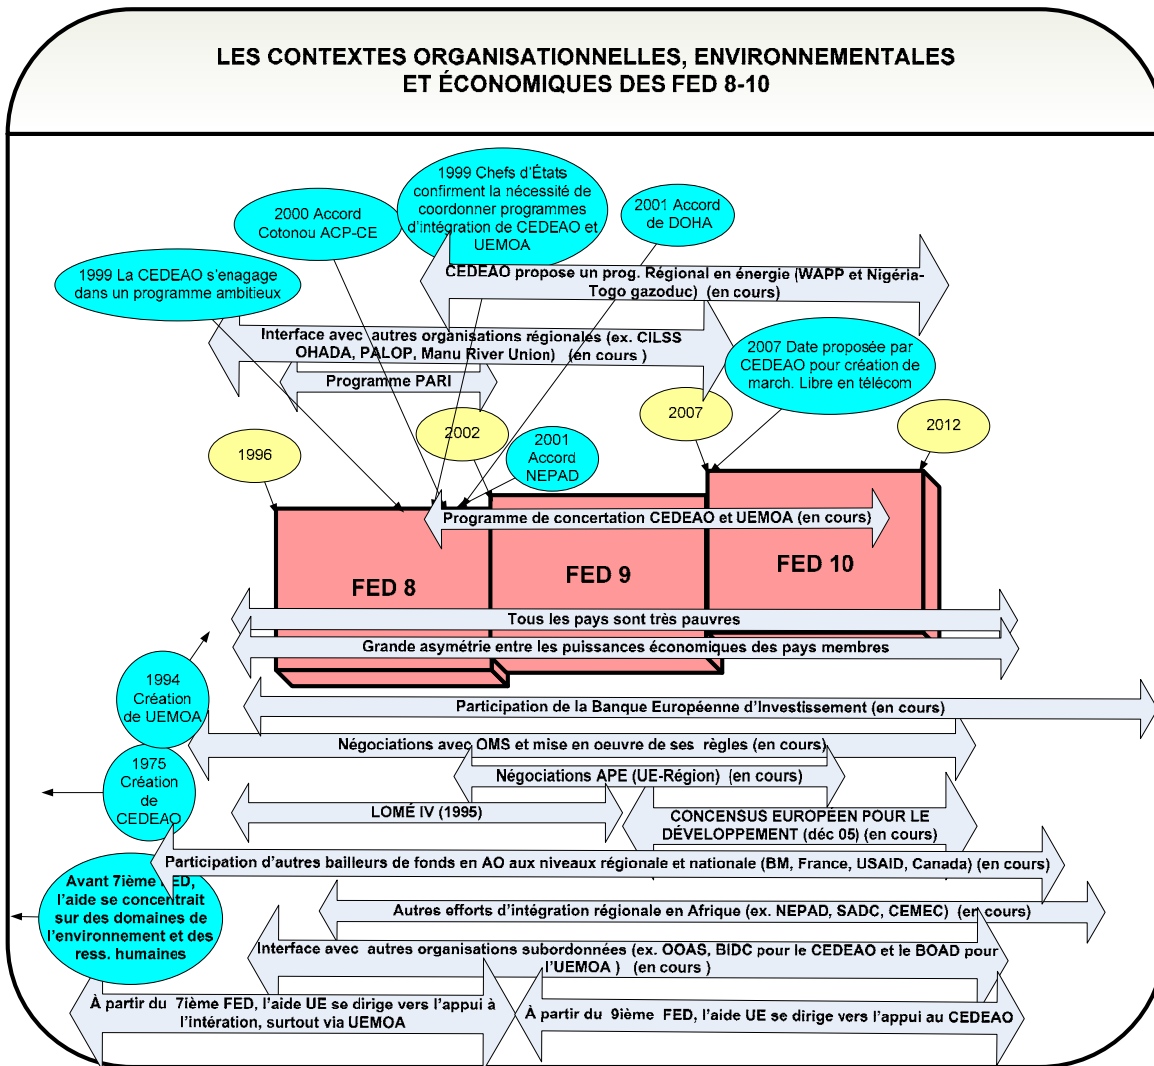 LES CONTEXTES ORGANISATIONNELLES, ENVIRONNEMENTALES
ET ÉCONOMIQUES DES FED 8-10
1999 Chefs d'États
confirment la nécessité de
coordonner programmes
d'intégration de CEDEAO et
UEMOA
2000 Accord
Cotonou ACP-CE
2001 Accord
de DOHA
1999 La CEDEAO s'enagage
dans un programme ambitieux
CEDEAO propose un prog. Régional en énergie (WAPP et Nigéria-
Togo gazoduc) (en cours)
Interface avec autres organisations régionales (ex. CILSS
OHADA, PALOP, Manu River Union) (en cours )
2007 Date proposée par
CEDEAO pour création de
march. Libre en télécom
Programme PARI
1996
2002
2001
Accord
NEPAD
2007
2012
Programme de concertation CEDEAO et UEMOA (en cours)
FED 8
FED 9
FED 10
Tous les pays sont très pauvres
Grande asymétrie entre les puissances économiques des pays membres
1994
Création
de UEMOA
Participation de la Banque Européenne d'Investissement (en cours)
Négociations avec OMS et mise en oeuvre de ses règles (en cours)
1975
Création
de
CEDEAO
Négociations APE (UE-Région) (en cours)
LOMÉ IV (1995)
CONCENSUS EUROPÉEN POUR LE
DÉVELOPPEMENT (déc 05) (en cours)
Participation d'autres bailleurs de fonds en AO aux niveaux régionale et nationale (BM, France, USAID, Canada) (en cours)
Avant 7ième FED,
l'aide se concentrait
sur des domaines de
l'environnement et des
ress. humaines
Autres efforts d'intégration régionale en Afrique (ex. NEPAD, SADC, CEMEC) (en cours)
Interface avec autres organisations subordonnées (ex. OOAS, BIDC pour le CEDEAO et le BOAD pour
l'UEMOA ) (en cours )
À partir du 7ième FED, l'aide UE se dirige vers l'appui à
l'intération, surtout via UEMOA
À partir du 9ième FED, l'aide UE se dirige vers l'appui au CEDEAO